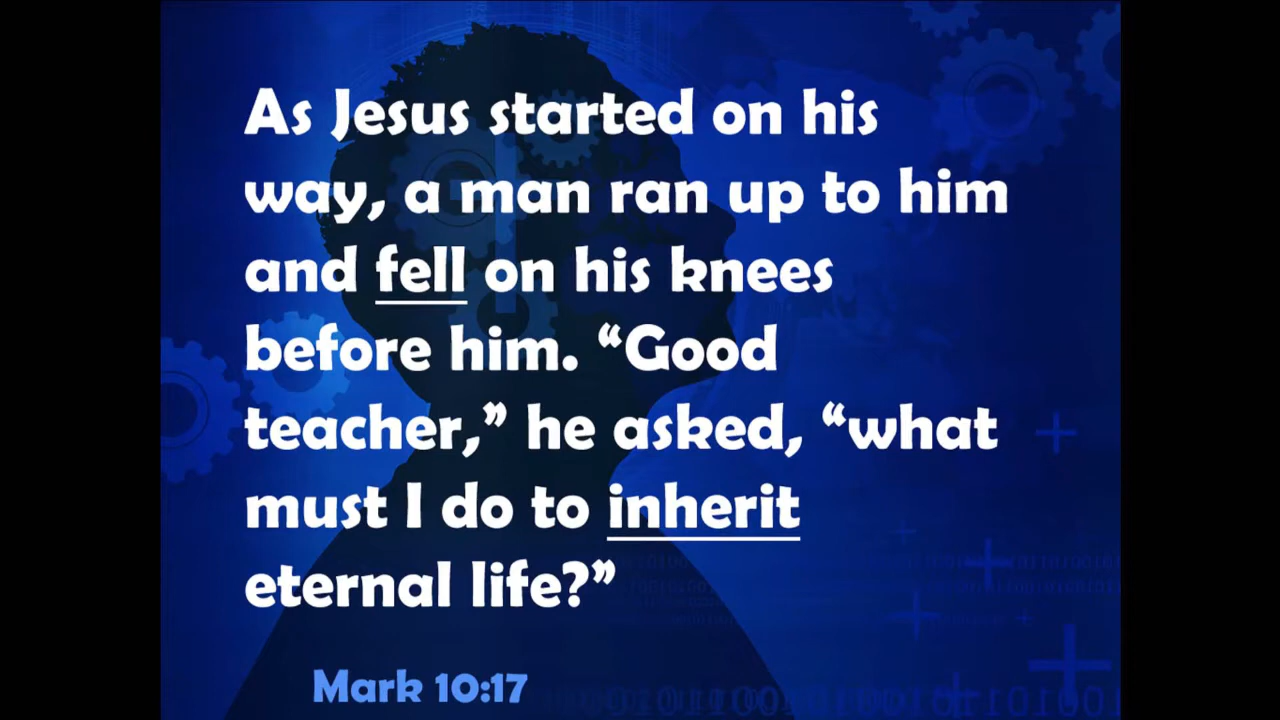 As Jesus started on his
way, a man ran up to him
and fell on his knees
before him. “Good
teacher,” he asked, “what
must I do to inherit
eternal life?”
Mark 10:17